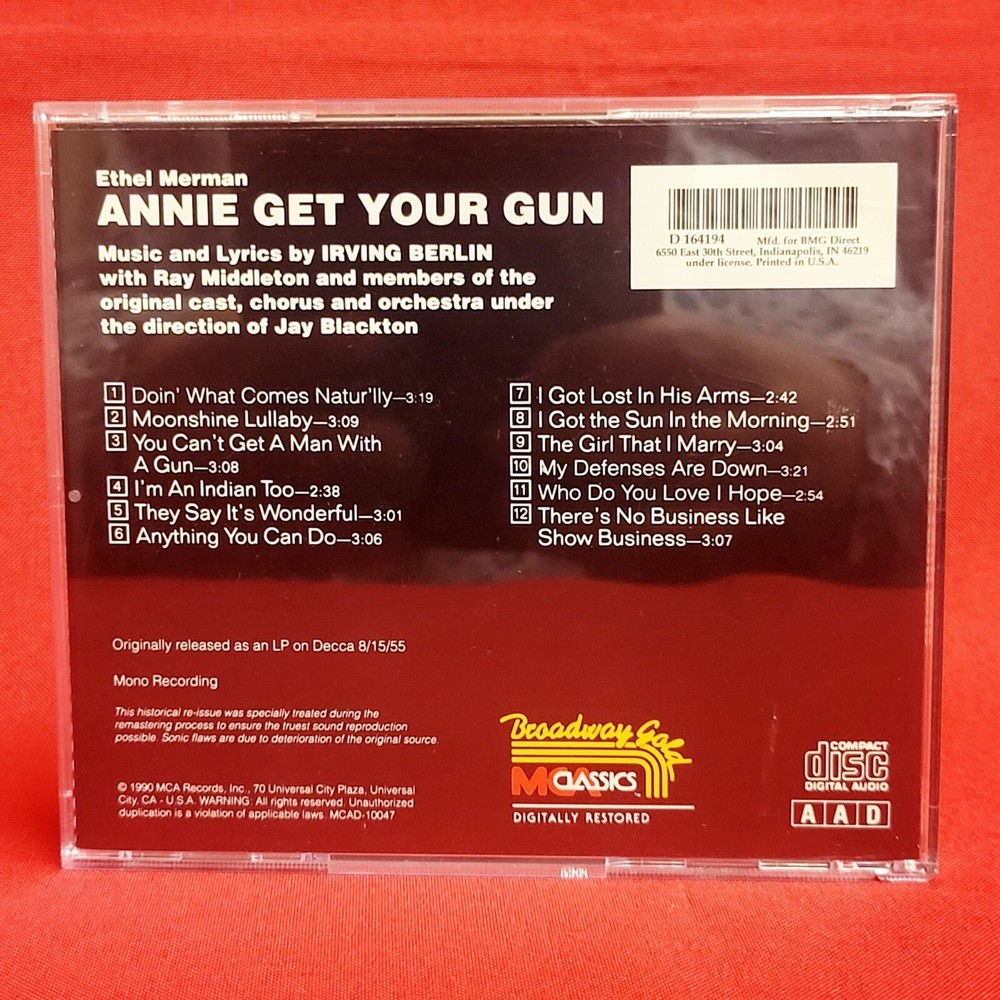 Ethel Merman
ANNIE GET YOUR GUN
Music and Lyrics by IRVING BERLIN
with Ray Middleton and members of the
original cast, chorus and orchestra under
the direction of Jay Blackton
D 164194 Mfd. for BMG Direct
6550 East 30th Street, Indianapolis, IN 46219
under license. Printed in U.S.A.
1 Doin' What Comes Natur'lly—3:19
2 Moonshine Lullaby—3:09
3 You Can't Get A Man With
A Gun—3:08
4 I'm An Indian Too—2:38
5 They Say It's Wonderful—3:01
6 Anything You Can Do—3:06
7 I Got Lost In His Arms—2:42
8 I Got the Sun In the Morning—2:51
9 The Girl That I Marry—3:04
10 My Defenses Are Down—3:21
11 Who Do You Love I Hope—2:54
12 There's No Business Like
Show Business—3:07
Originally released as an LP on Decca 8/15/55
Mono Recording
This historical re-issue was specially treated during the
remastering process to ensure the truest sound reproduction
possible. Sonic flaws are due to deterioration of the original source.
© 1990 MCA Records, Inc., 70 Universal City Plaza, Universal
City, CA - U.S.A. WARNING: All rights reserved. Unauthorized
duplication is a violation of applicable laws. MCAD-10047
Broadway Gold
MCA CLASSICS™
DIGITALLY RESTORED
COMPACT
disc
DIGITAL AUDIO
A A D